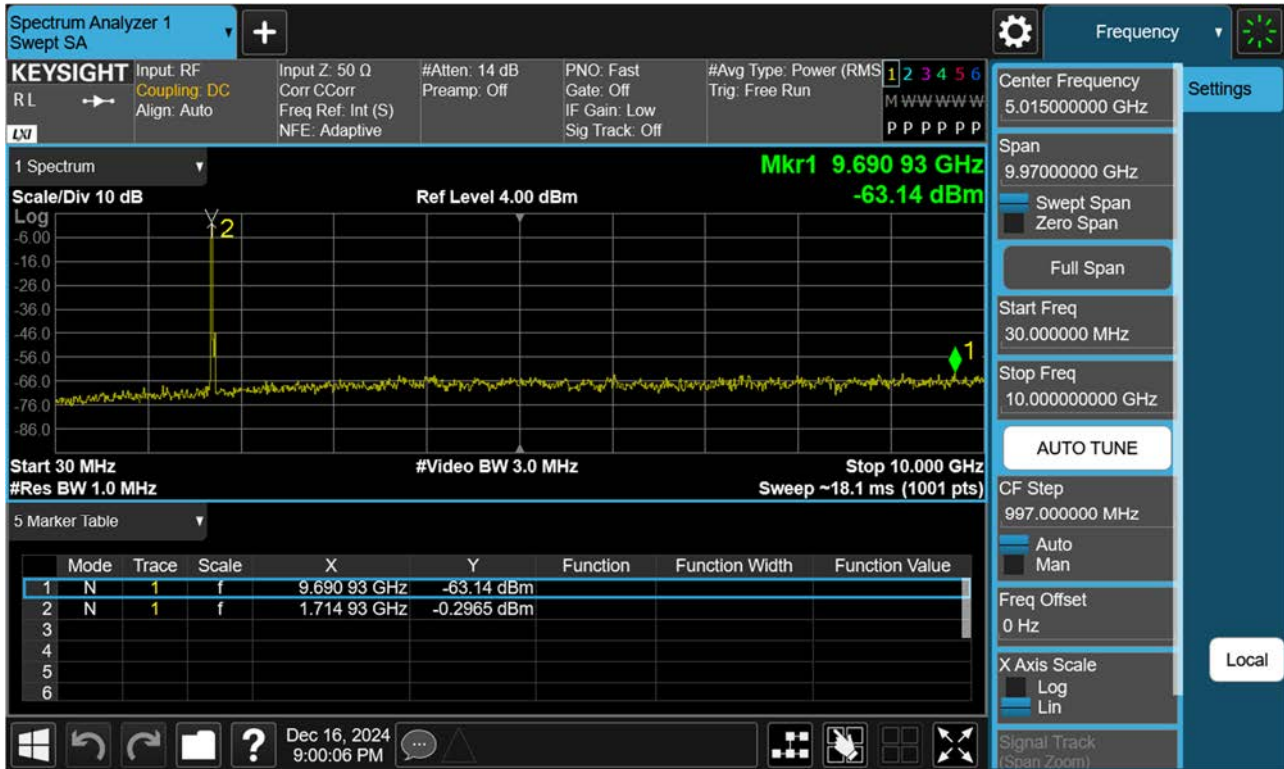 Spectrum Analyzer 1
Swept SA
+
Frequency
KEYSIGHT
RL
LXI
Input: RF
Coupling: DC
Align: Auto
Input Z: 50 Ω
Corr CCorr
Freq Ref: Int (S)
NFE: Adaptive
#Atten: 14 dB
Preamp: Off
PNO: Fast
Gate: Off
IF Gain: Low
Sig Track: Off
#Avg Type: Power (RMS
Trig: Free Run
1 2 3 4 5 6
M W W W W W
P P P P P P
1 Spectrum
Scale/Div 10 dB
Ref Level 4.00 dBm
Mkr1 9.690 93 GHz
-63.14 dBm
Log
-6.00
-16.0
-26.0
-36.0
-46.0
-56.0
-66.0
-76.0
-86.0
2
1
Start 30 MHz
#Video BW 3.0 MHz
Stop 10.000 GHz
#Res BW 1.0 MHz
Sweep ~18.1 ms (1001 pts)
5 Marker Table
Mode Trace Scale X Y Function Function Width Function Value
1 N 1 f 9.690 93 GHz -63.14 dBm
2 N 1 f 1.714 93 GHz -0.2965 dBm
3
4
5
6
Dec 16, 2024
9:00:06 PM
?
Center Frequency
5.015000000 GHz
Settings
Span
9.97000000 GHz
Swept Span
Zero Span
Full Span
Start Freq
30.000000 MHz
Stop Freq
10.000000000 GHz
AUTO TUNE
CF Step
997.000000 MHz
Auto
Man
Freq Offset
0 Hz
X Axis Scale
Log
Lin
Local
Signal Track
(Span Zoom)